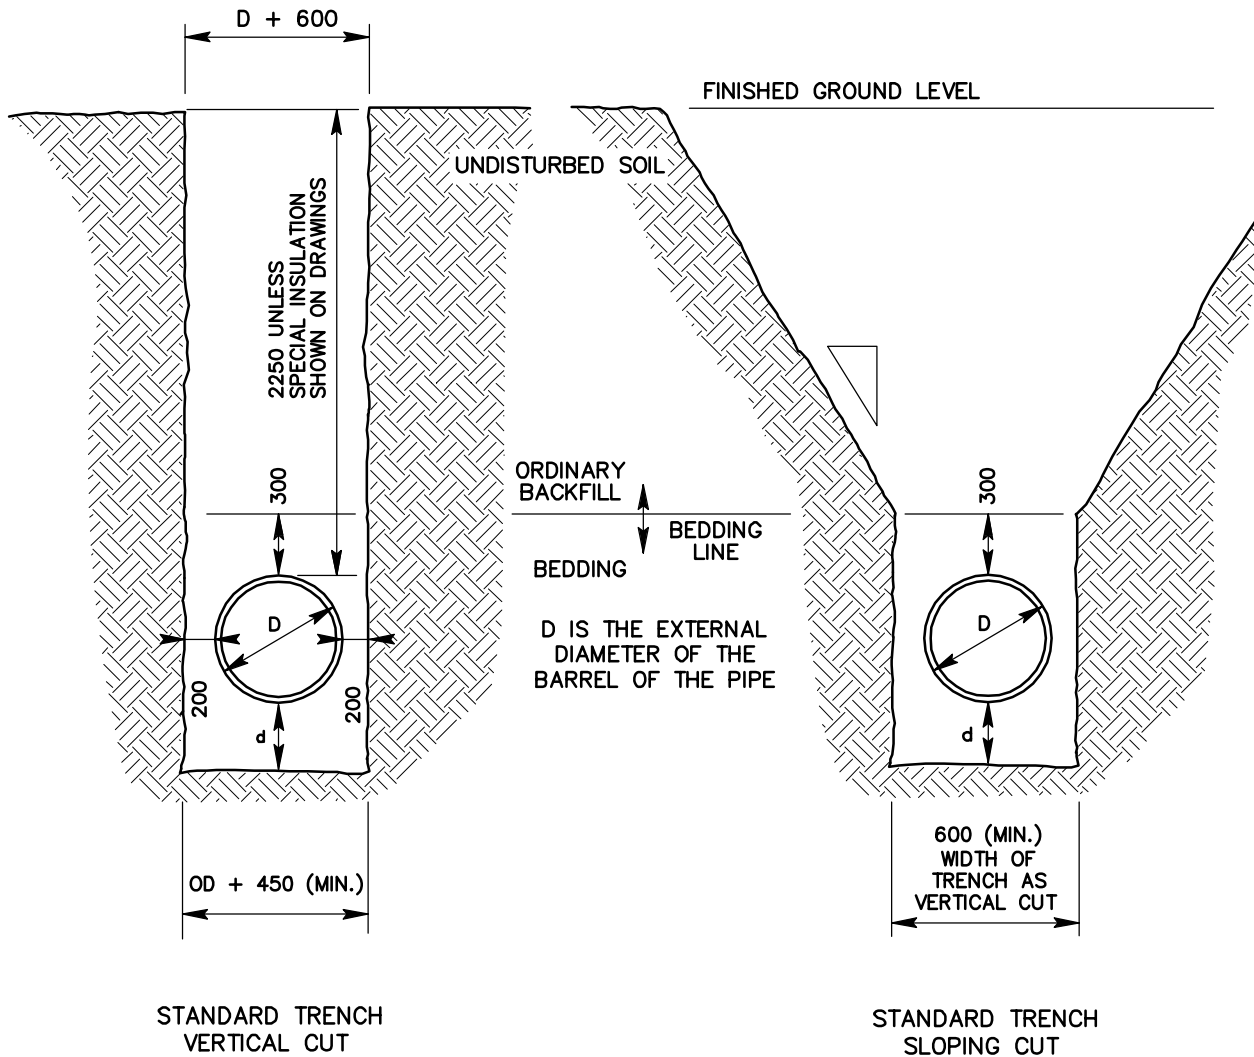 D + 600
FINISHED GROUND LEVEL
UNDISTURBED SOIL
2250 UNLESS
SPECIAL INSULATION
SHOWN ON DRAWINGS
300
ORDINARY
BACKFILL
BEDDING
LINE
BEDDING
300
D
D IS THE EXTERNAL
DIAMETER OF THE
BARREL OF THE PIPE
D
200
200
d
d
OD + 450 (MIN.)
600 (MIN.)
WIDTH OF
TRENCH AS
VERTICAL CUT
STANDARD TRENCH
VERTICAL CUT
STANDARD TRENCH
SLOPING CUT